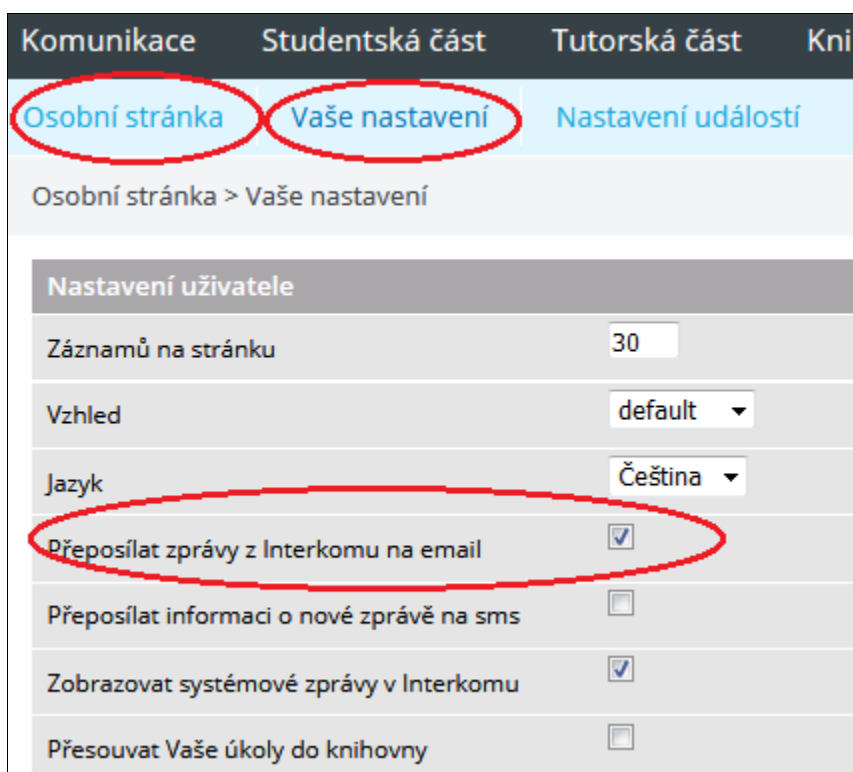 Komunikace Studentská část Tutorská část
Osobní stránka Vaše nastavení Nastavení událostí
Osobní stránka > Vaše nastavení
Nastavení uživatele
Záznamů na stránku 30
Vzhled default
Jazyk Čeština
Přeposílat zprávy z Interkomu na email
Přeposílat informaci o nové zprávě na sms
Zobrazovat systémové zprávy v Interkomu
Přesouvat Vaše úkoly do knihovny